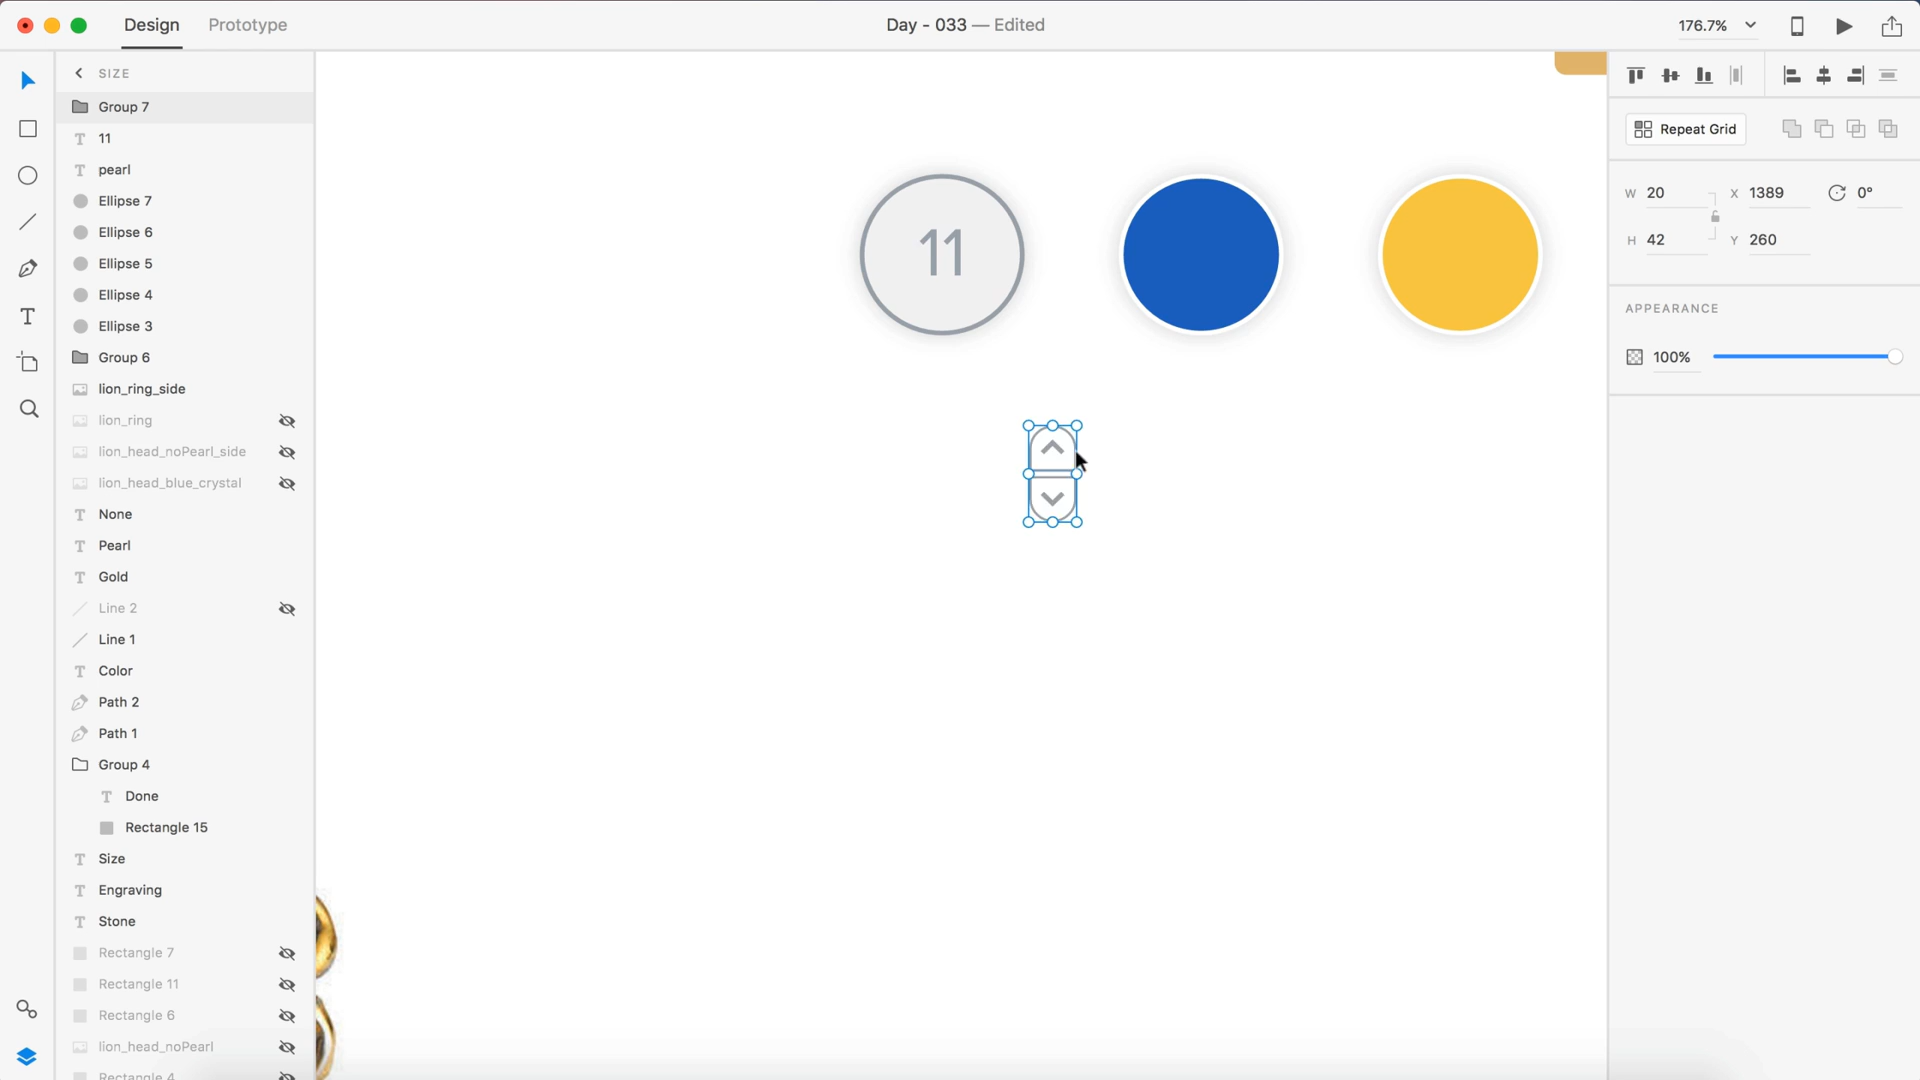 Design Prototype Day - 033 — Edited 176.7%
SIZE
Group 7
11
pearl
Ellipse 7
Ellipse 6
Ellipse 5
Ellipse 4
Ellipse 3
Group 6
lion_ring_side
lion_ring
lion_head_noPearl_side
lion_head_blue_crystal
None
Pearl
Gold
Line 2
Line 1
Color
Path 2
Path 1
Group 4
Done
Rectangle 15
Size
Engraving
Stone
Rectangle 7
Rectangle 11
Rectangle 6
lion_head_noPearl
Rectangle 4
11
Repeat Grid
W 20 X 1389 0°
H 42 Y 260
APPEARANCE
100%